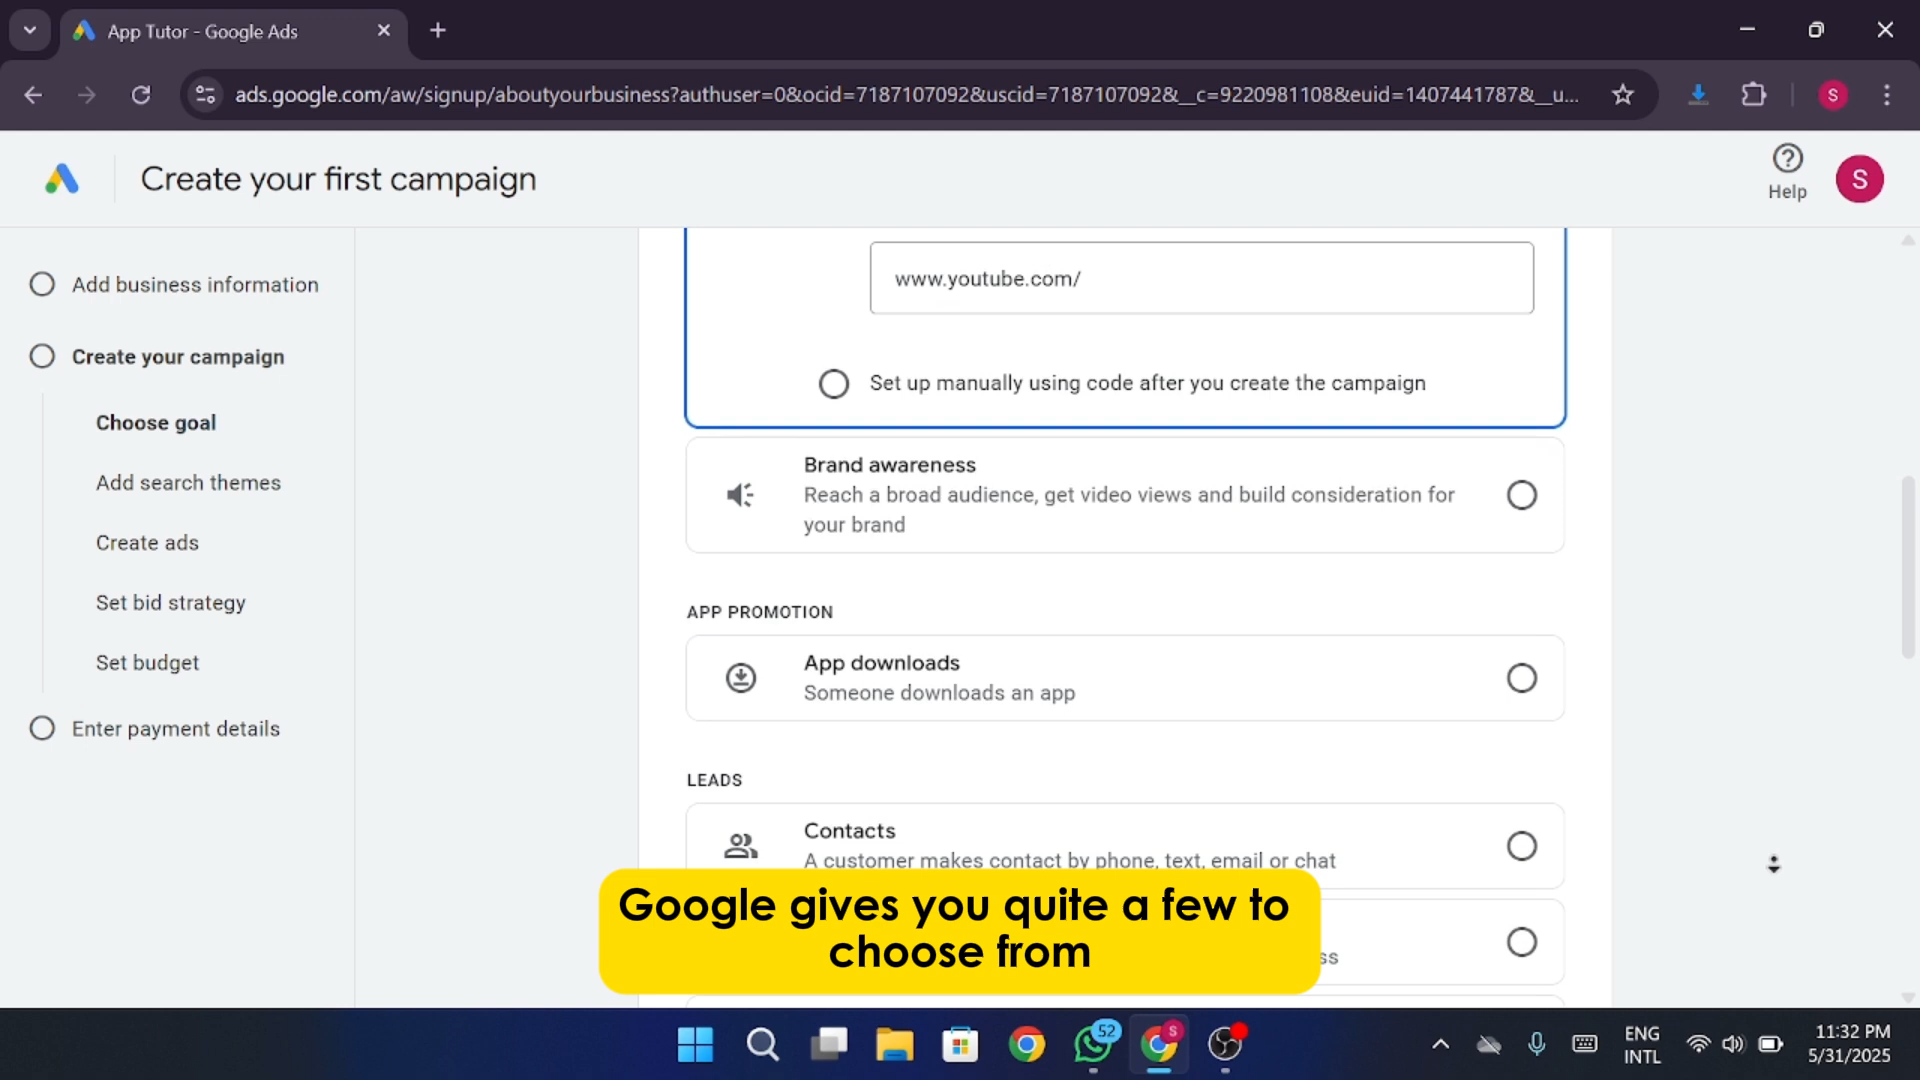 App Tutor - Google Ads
ads.google.com/aw/signup/aboutyourbusiness?authuser=0&ocid=7187107092&uscid=7187107092&__c=9220981108&euid=1407441787&__u...
S
Create your first campaign
Help
S
Add business information
Create your campaign
Choose goal
Add search themes
Create ads
Set bid strategy
Set budget
Enter payment details
www.youtube.com/
Set up manually using code after you create the campaign
Brand awareness
Reach a broad audience, get video views and build consideration for
your brand
APP PROMOTION
App downloads
Someone downloads an app
LEADS
Contacts
A customer makes contact by phone, text, email or chat
ss
Google gives you quite a few to
choose from
52
S
ENG
INTL
11:32 PM
5/31/2025